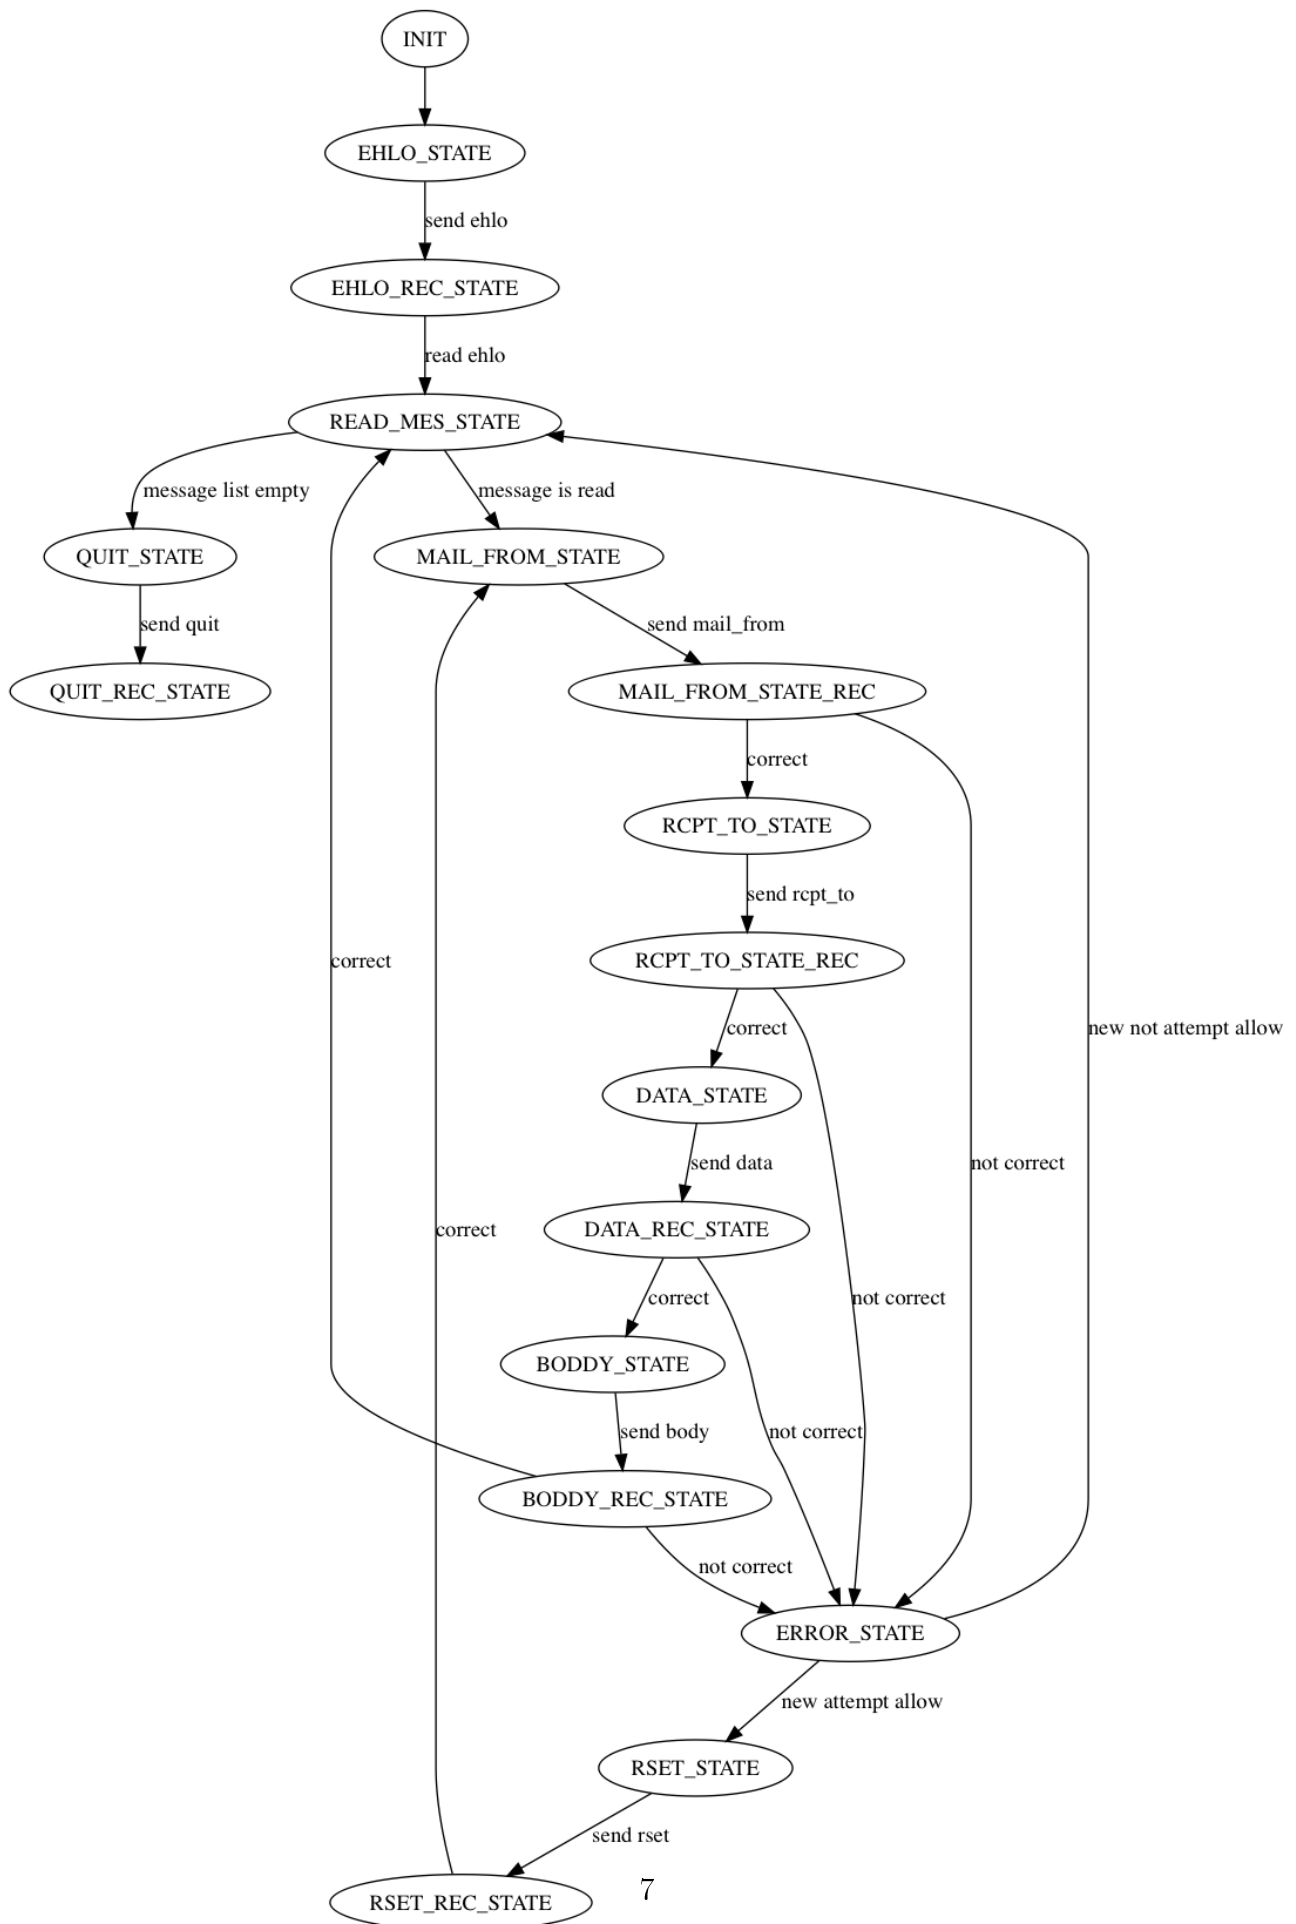 INIT
EHLO_STATE
send ehlo
EHLO_REC_STATE
read ehlo
READ_MES_STATE
message list empty
message is read
QUIT_STATE
MAIL_FROM_STATE
send quit
send mail_from
QUIT_REC_STATE
MAIL_FROM_STATE_REC
correct
RCPT_TO_STATE
send rcpt_to
correct
RCPT_TO_STATE_REC
correct
new not attempt allow
DATA_STATE
send data
not correct
correct
DATA_REC_STATE
correct
not correct
BODDY_STATE
send body
not correct
BODDY_REC_STATE
not correct
ERROR_STATE
new attempt allow
RSET_STATE
send rset
RSET_REC_STATE
7